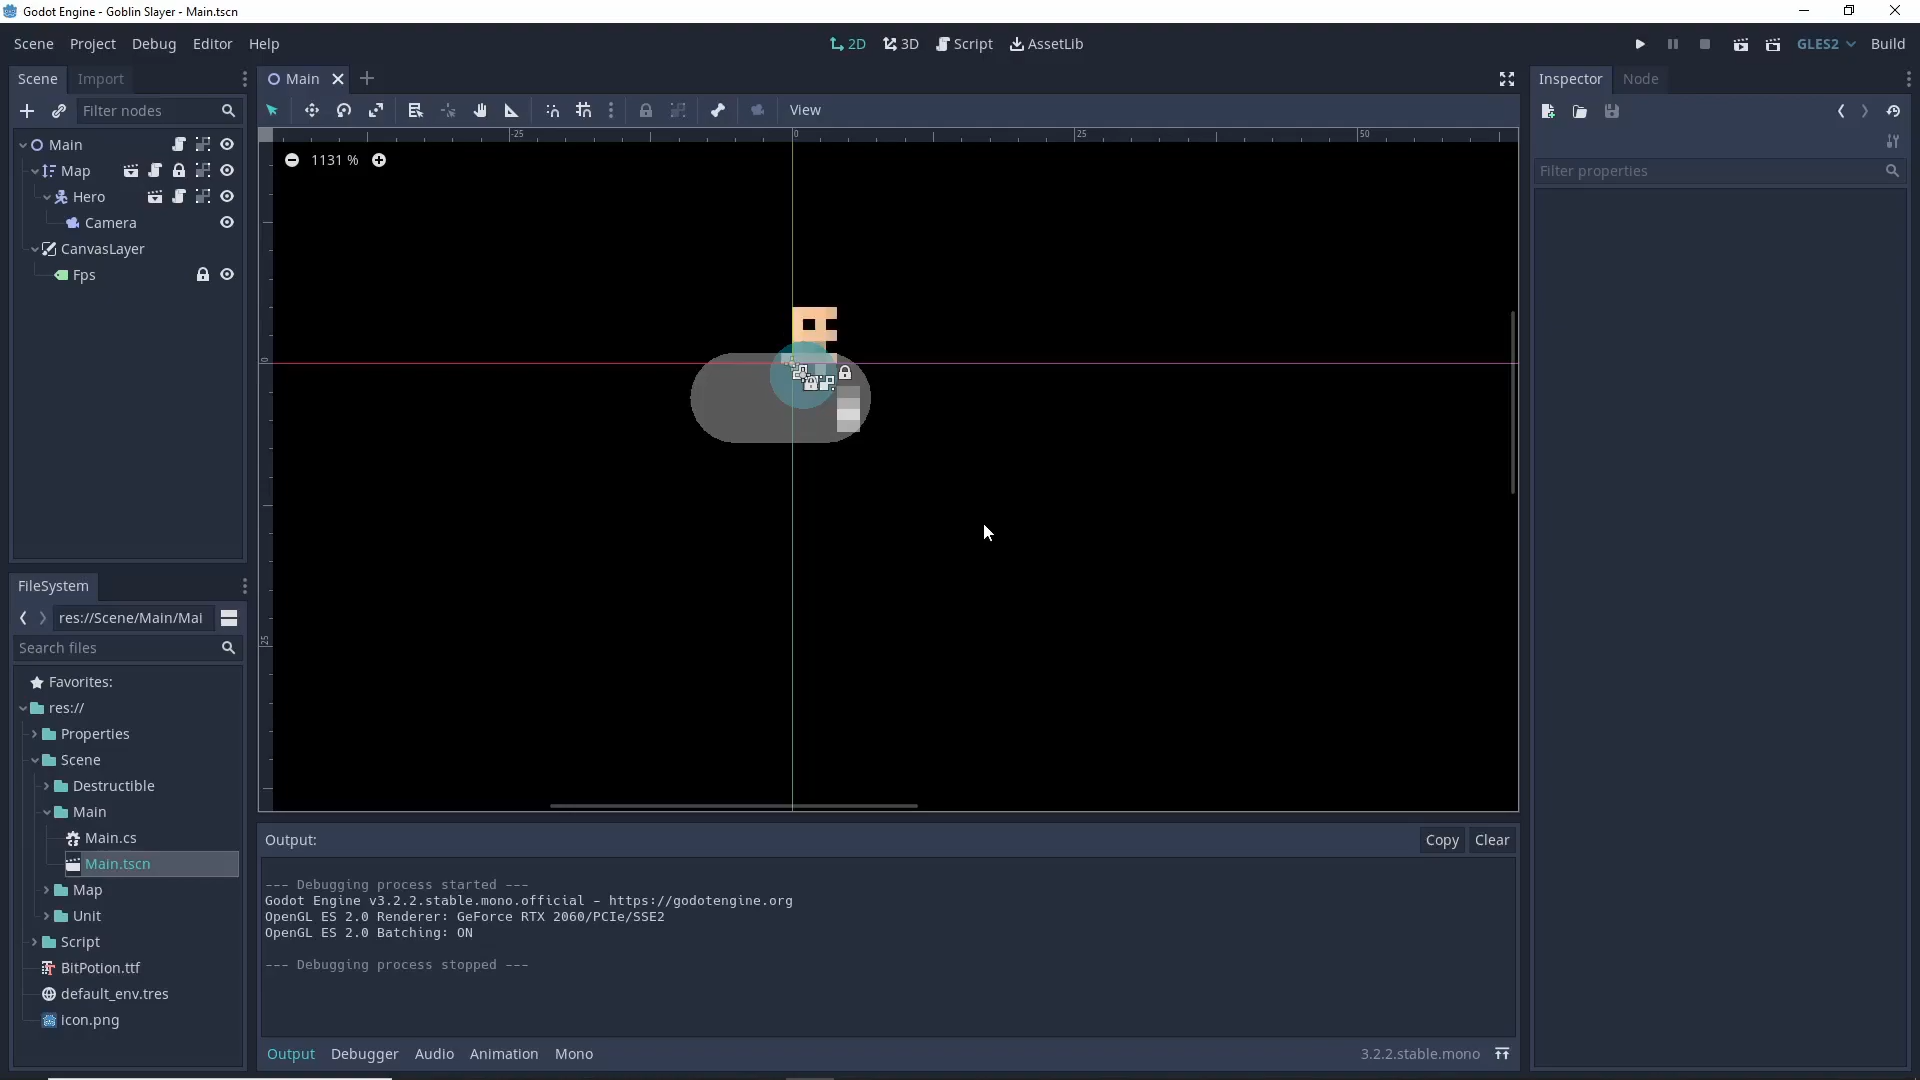 Godot Engine - Goblin Slayer - Main.tscn
Scene Project Debug Editor Help
2D 3D Script AssetLib
GLES2 Build
Scene Import
Filter nodes
Main
Map
Hero
Camera
CanvasLayer
Fps
Main
View
-25 0 25 50
1131 %
0
25
Inspector Node
Filter properties
FileSystem
res://Scene/Main/Mai
Search files
Favorites:
res://
Properties
Scene
Destructible
Main
Main.cs
Main.tscn
Map
Unit
Script
BitPotion.ttf
default_env.tres
icon.png
Output:
Copy Clear
--- Debugging process started ---
Godot Engine v3.2.2.stable.mono.official - https://godotengine.org
OpenGL ES 2.0 Renderer: GeForce RTX 2060/PCIe/SSE2
OpenGL ES 2.0 Batching: ON
--- Debugging process stopped ---
Output Debugger Audio Animation Mono
3.2.2.stable.mono